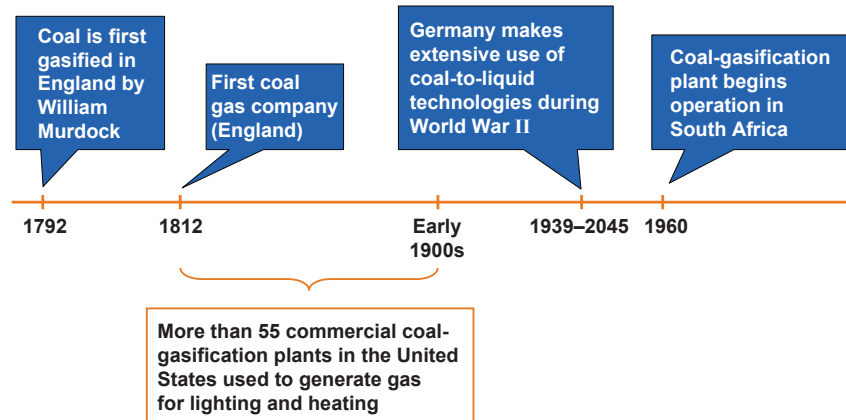 Coal is first
gasified in
England by
William
Murdock
First coal
gas company
(England)
Germany makes
extensive use of
coal-to-liquid
technologies during
World War II
Coal-gasification
plant begins
operation in
South Africa
1792
1812
Early
1900s
1939–2045
1960
More than 55 commercial coal-
gasification plants in the United
States used to generate gas
for lighting and heating